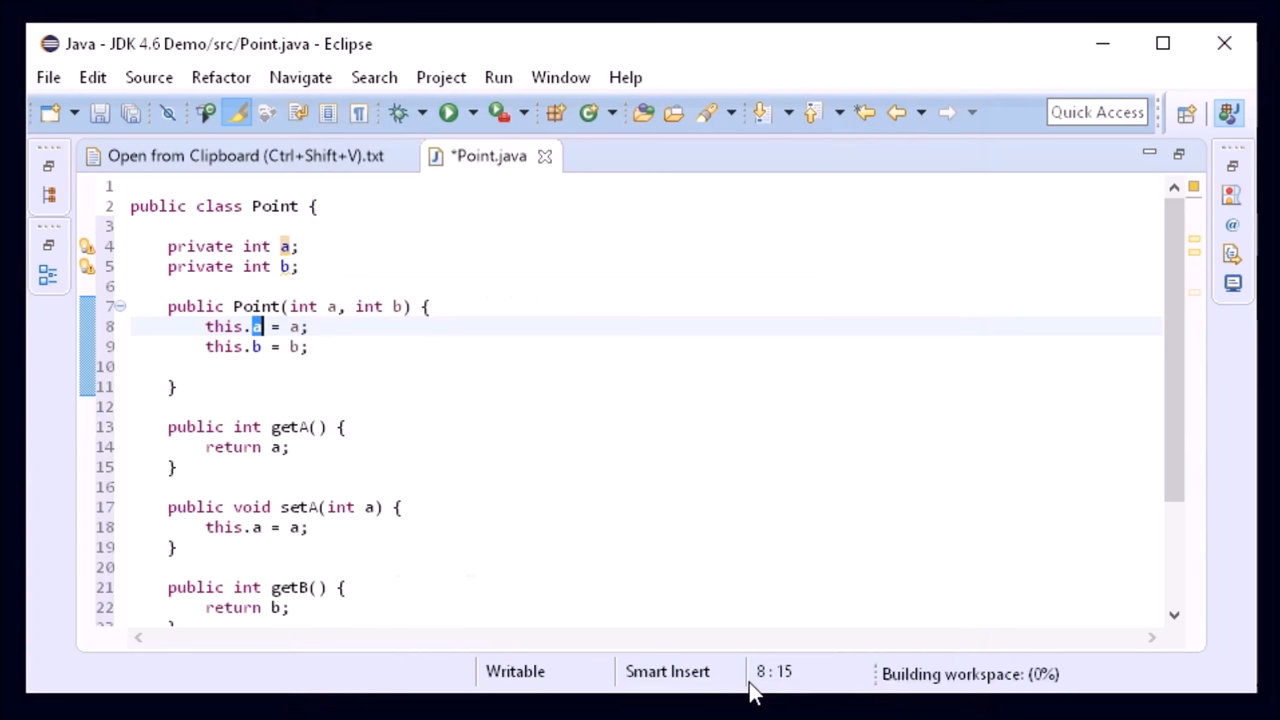 Java - JDK 4.6 Demo/src/Point.java - Eclipse
File Edit Source Refactor Navigate Search Project Run Window Help
Quick Access
Open from Clipboard (Ctrl+Shift+V).txt *Point.java
1
2 public class Point {
3
4 private int a;
5 private int b;
6
7 public Point(int a, int b) {
8 this.a = a;
9 this.b = b;
10
11 }
12
13 public int getA() {
14 return a;
15 }
16
17 public void setA(int a) {
18 this.a = a;
19 }
20
21 public int getB() {
22 return b;
Writable Smart Insert 8 : 15 Building workspace: (0%)